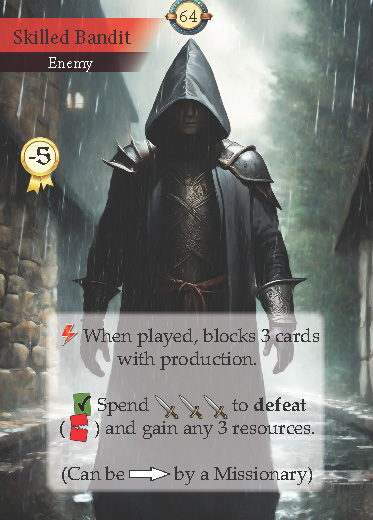 64
Skilled Bandit
Enemy
-5
When played, blocks 3 cards
with production.
Spend to defeat
( ) and gain any 3 resources.
(Can be by a Missionary)